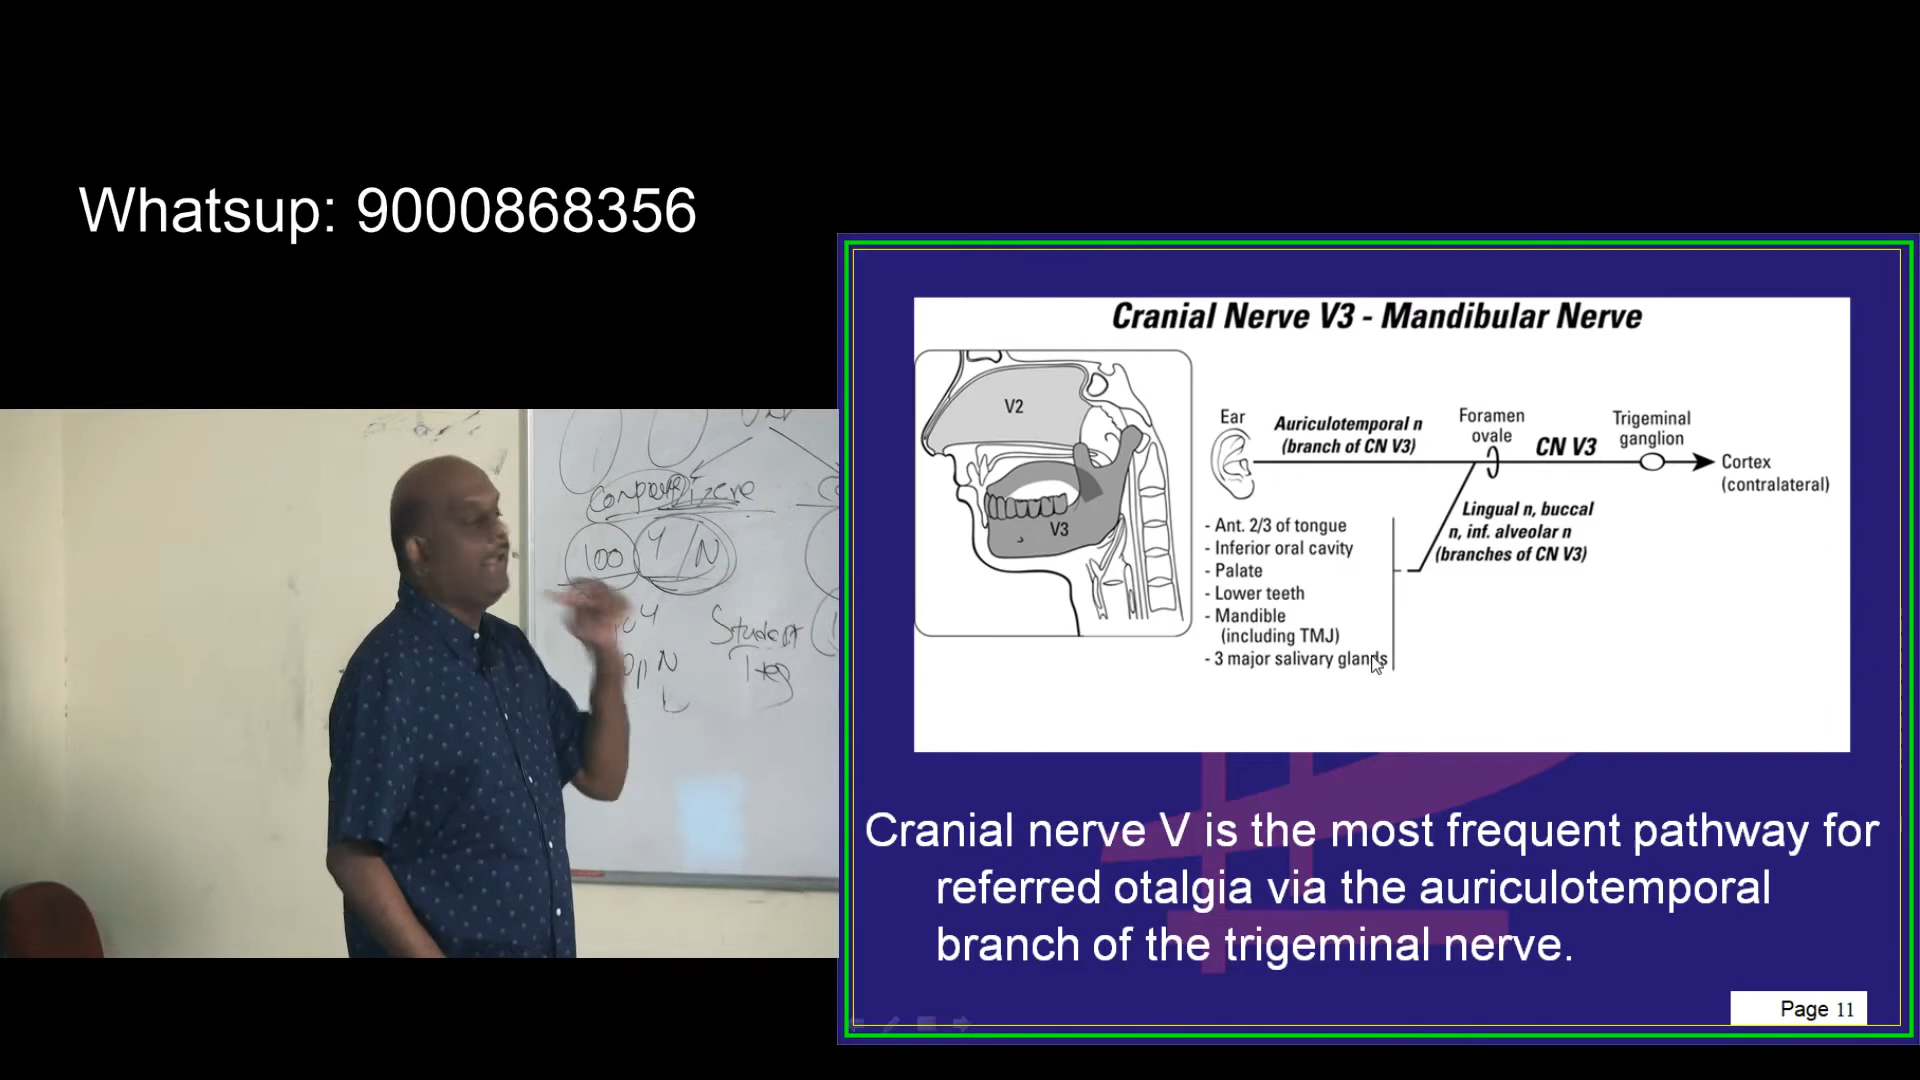 Whatsup: 9000868356
Cranial Nerve V3 - Mandibular Nerve
V2
V3
Ear
Auriculotemporal n
(branch of CN V3)
Foramen
ovale
CN V3
Trigeminal
ganglion
Cortex
(contralateral)
Lingual n, buccal
n, inf. alveolar n
(branches of CN V3)
- Ant. 2/3 of tongue
- Inferior oral cavity
- Palate
- Lower teeth
- Mandible
(including TMJ)
- 3 major salivary glands
Cranial nerve V is the most frequent pathway for
referred otalgia via the auriculotemporal
branch of the trigeminal nerve.
Page 11
100
Y/N
Student